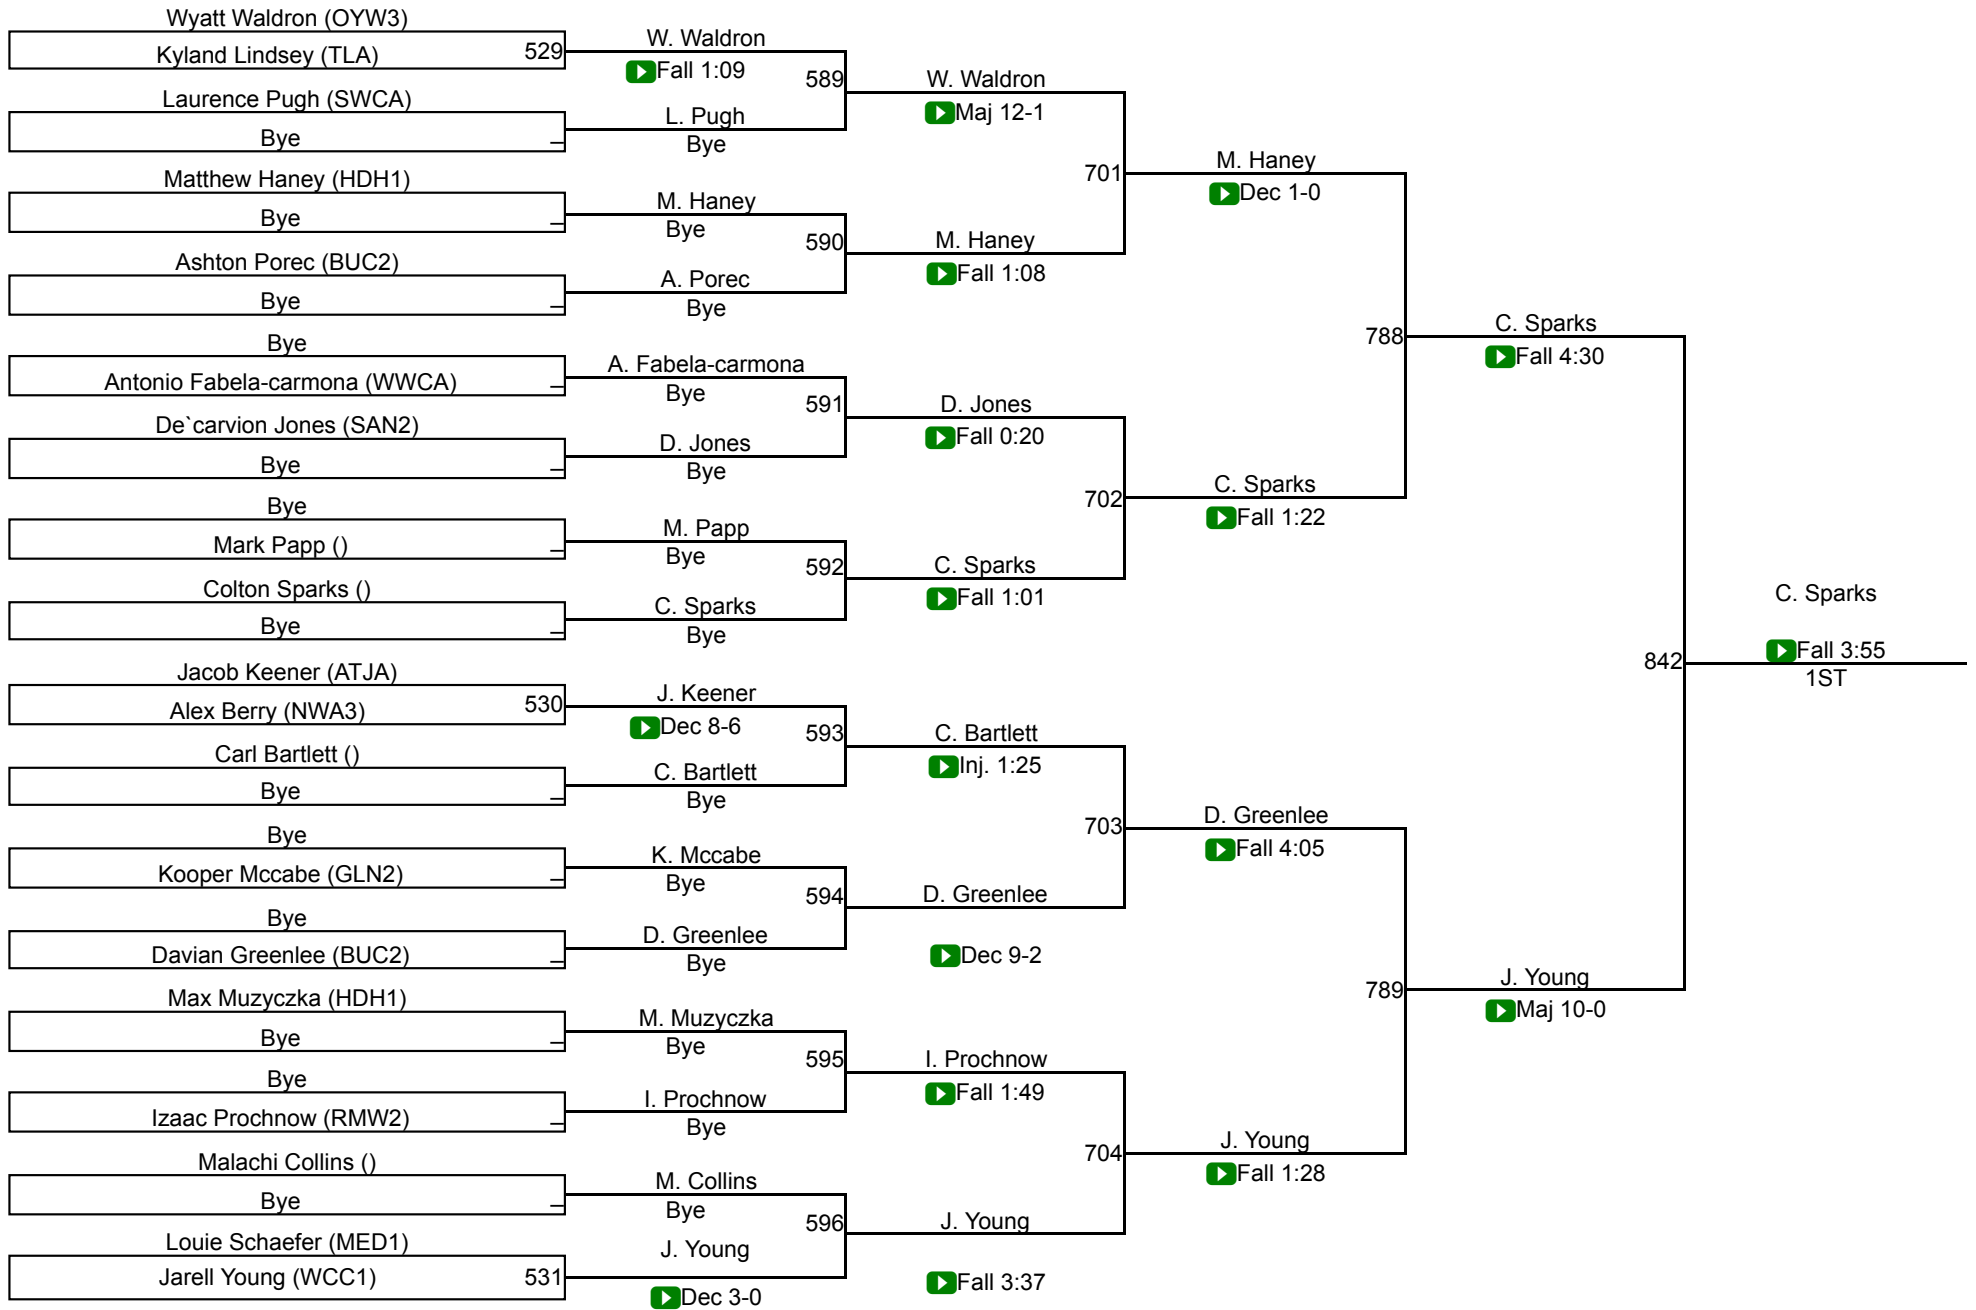 Wyatt Waldron (OYW3)
Kyland Lindsey (TLA)
529
Laurence Pugh (SWCA)
Bye
Matthew Haney (HDH1)
Bye
Ashton Porec (BUC2)
Bye
Bye
Antonio Fabela-carmona (WWCA)
De`carvion Jones (SAN2)
Bye
Bye
Mark Papp ()
Colton Sparks ()
Bye
Jacob Keener (ATJA)
Alex Berry (NWA3)
530
Carl Bartlett ()
Bye
Bye
Kooper Mccabe (GLN2)
Bye
Davian Greenlee (BUC2)
Max Muzyczka (HDH1)
Bye
Bye
Izaac Prochnow (RMW2)
Malachi Collins ()
Bye
Louie Schaefer (MED1)
Jarell Young (WCC1)
531
W. Waldron
Fall 1:09
589
L. Pugh
Bye
M. Haney
Bye
590
A. Porec
Bye
A. Fabela-carmona
Bye
591
D. Jones
Bye
M. Papp
Bye
592
C. Sparks
Bye
J. Keener
Dec 8-6
593
C. Bartlett
Bye
K. Mccabe
Bye
594
D. Greenlee
Bye
M. Muzyczka
Bye
595
I. Prochnow
Bye
M. Collins
Bye
596
J. Young
Dec 3-0
W. Waldron
Maj 12-1
701
M. Haney
Fall 1:08
D. Jones
Fall 0:20
702
C. Sparks
Fall 1:01
C. Bartlett
Inj. 1:25
703
D. Greenlee
Dec 9-2
I. Prochnow
Fall 1:49
704
J. Young
Fall 3:37
M. Haney
Dec 1-0
788
C. Sparks
Fall 1:22
D. Greenlee
Fall 4:05
789
J. Young
Fall 1:28
C. Sparks
Fall 4:30
842
J. Young
Maj 10-0
C. Sparks
Fall 3:55
1ST